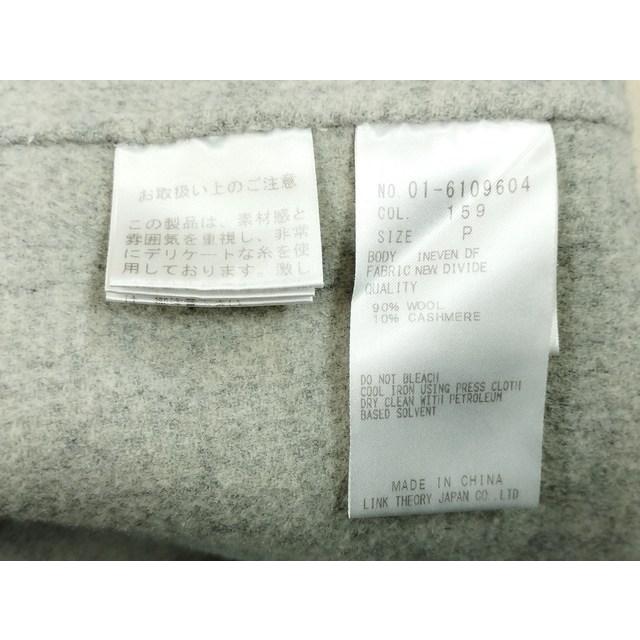 お取扱い上のご注意
この製品は、素材感と
雰囲気を重視し、非常
にデリケートな糸を使
用しております。激し
NO. 01-6109604
COL. 159
SIZE P
BODY INEVEN DF
FABRIC NEW DIVIDE
QUALITY
90% WOOL
10% CASHMERE
DO NOT BLEACH
COOL IRON USING PRESS CLOTH
DRY CLEAN WITH PETROLEUM
BASED SOLVENT
MADE IN CHINA
LINK THEORY JAPAN CO., LTD